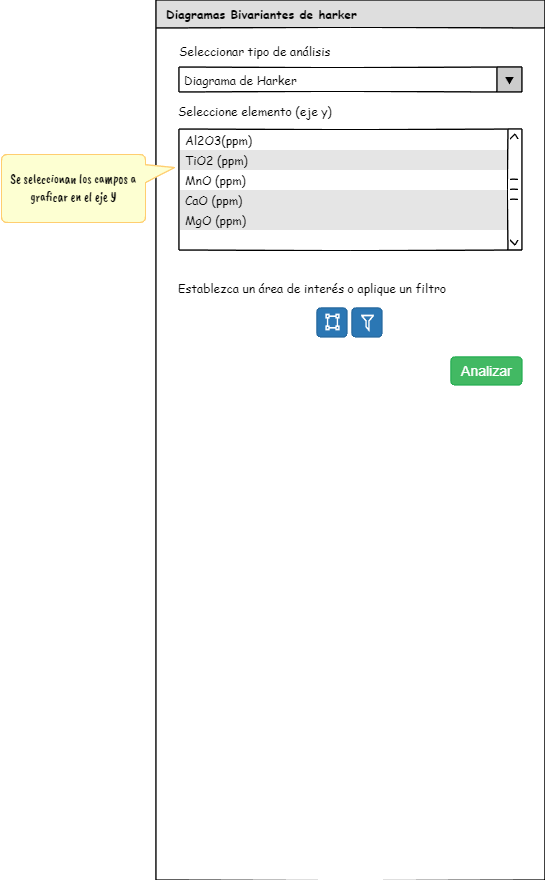 Diagramas Bivariantes de harker
Seleccionar tipo de análisis
Diagrama de Harker
Seleccione elemento (eje y)
Al2O3(ppm)
TiO2 (ppm)
MnO (ppm)
CaO (ppm)
MgO (ppm)
Se seleccionan los campos a
graficar en el eje Y
Establezca un área de interés o aplique un filtro
Analizar